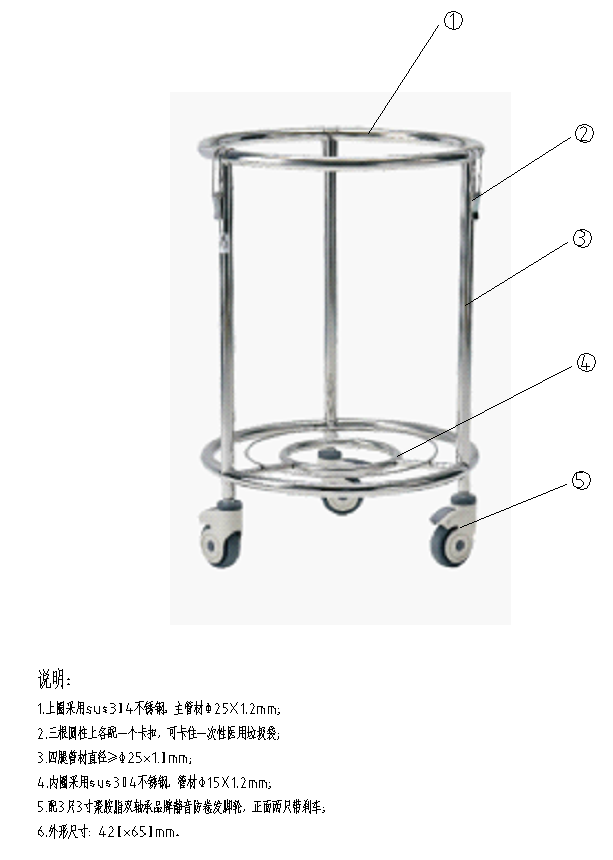 ①
②
③
④
⑤
说明:
1.上圈采用sus304不锈钢, 主管材Φ25X1.2mm;
2.三根圆柱上各配一个卡扣, 可卡住一次性医用垃圾袋;
3.四腿管材直径≥Φ25×1.1mm;
4.内圈采用sus304不锈钢, 管材Φ15X1.2mm;
5.配3只3寸聚胺脂双轴承品牌静音防卷发脚轮, 正面两只带刹车;
6.外形尺寸: